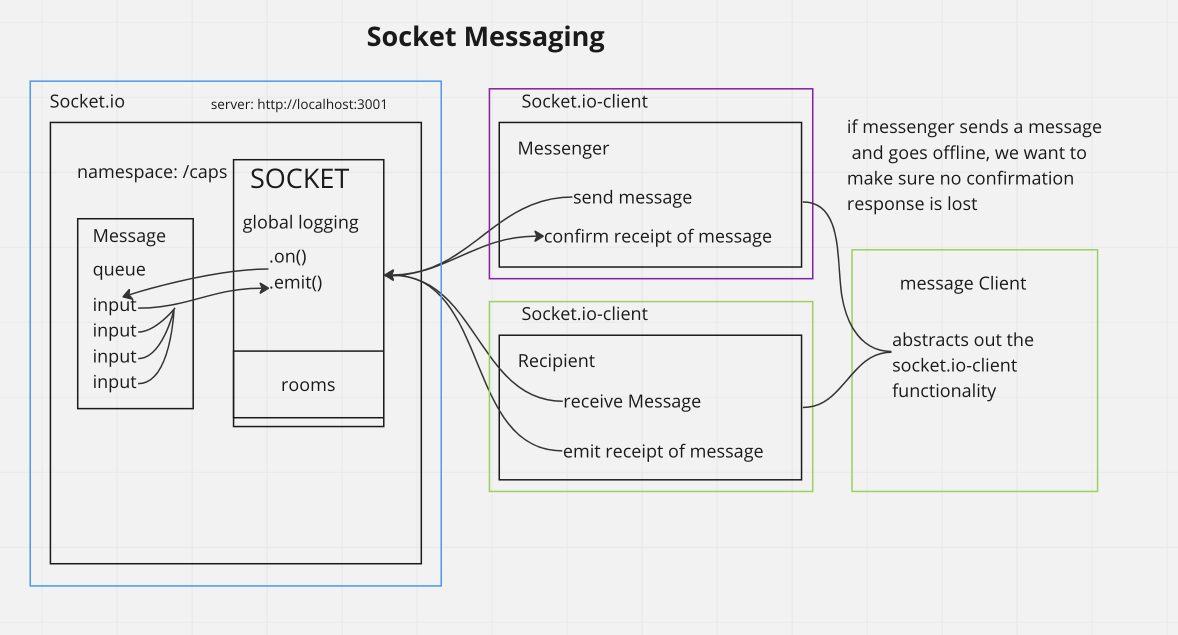 Socket Messaging
Socket.io
server: http://localhost:3001
namespace: /caps
Message
queue
input
input
input
input
SOCKET
global logging
.on()
.emit()
rooms
Socket.io-client
Messenger
send message
confirm receipt of message
Socket.io-client
Recipient
receive Message
emit receipt of message
if messenger sends a message
and goes offline, we want to
make sure no confirmation
response is lost
message Client
abstracts out the
socket.io-client
functionality